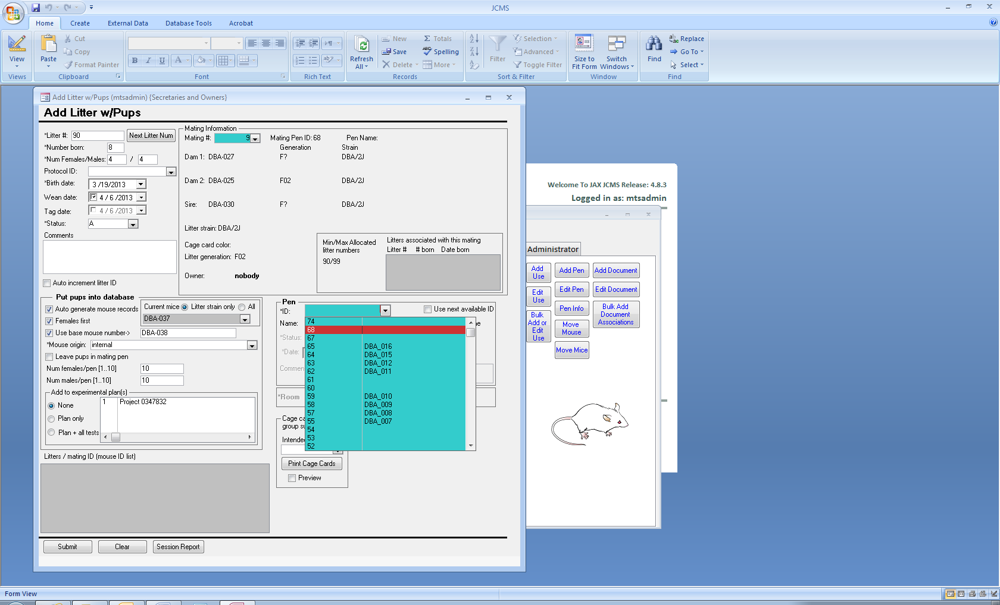 JCMS
Home Create External Data Database Tools Acrobat
View
Views
Paste
Cut
Copy
Format Painter
Clipboard
B I U A
Font
Rich Text
Refresh All
New
Save
Delete
Totals
Spelling
More
Records
Filter
Selection
Advanced
Toggle Filter
Sort & Filter
Size to Fit Form
Switch Windows
Window
Find
Replace
Go To
Select
Find
Add Litter w/Pups (mtsadmin) {Secretaries and Owners}
Add Litter w/Pups
*Litter #: 90 Next Litter Num
*Number born: 8
*Num Females/Males: 4 / 4
Protocol ID:
*Birth date: 3 /19/2013
Wean date: 4 / 6 /2013
Tag date: 4 / 6 /2013
*Status: A
Comments
Auto increment litter ID
Mating Information
Mating #: 9 Mating Pen ID: 68 Pen Name:
Generation Strain
Dam 1: DBA-027 F? DBA/2J
Dam 2: DBA-025 F02 DBA/2J
Sire: DBA-030 F? DBA/2J
Litter strain: DBA/2J
Cage card color:
Litter generation: F02
Owner: nobody
Min/Max Allocated
litter numbers
90/99
Litters associated with this mating
Litter # # born Date born
Put pups into database
Auto generate mouse records
Females first
Use base mouse number-> DBA-038
Current mice Litter strain only All
DBA-037
*Mouse origin: internal
Leave pups in mating pen
Num females/pen [1..10] 10
Num males/pen [1..10] 10
Add to experimental plan(s)
None
Plan only
Plan + all tests
1 Project 0347832
Litters / mating ID (mouse ID list)
Pen
*ID: Use next available ID
Name:
*Status:
*Date:
Commen
*Room
74
68
67
65 DBA_016
64 DBA_015
63 DBA_012
62 DBA_011
61
60
59 DBA_010
58 DBA_009
57 DBA_008
55 DBA_007
54
53
52
Cage ca
group su
Intended
Print Cage Cards
Preview
Submit Clear Session Report
Welcome To JAX JCMS Release: 4.8.3
Logged in as: mtsadmin
Administrator
Add Use
Edit Use
Bulk Add or Edit Use
Add Pen
Edit Pen
Pen Info
Move Mouse
Move Mice
Add Document
Edit Document
Bulk Add Document Associations
Form View